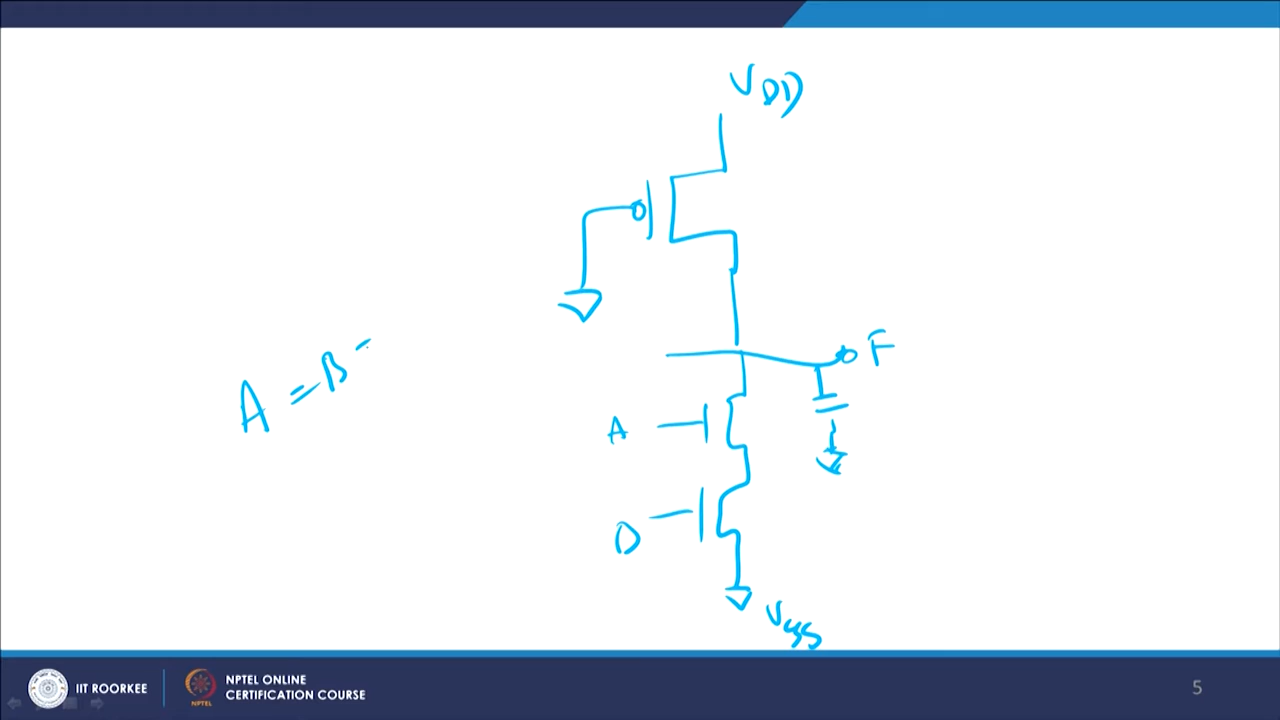 VDD
F
A = B =
A
D
VSS
IIT ROORKEE
NPTEL ONLINE
CERTIFICATION COURSE
NPTEL
5